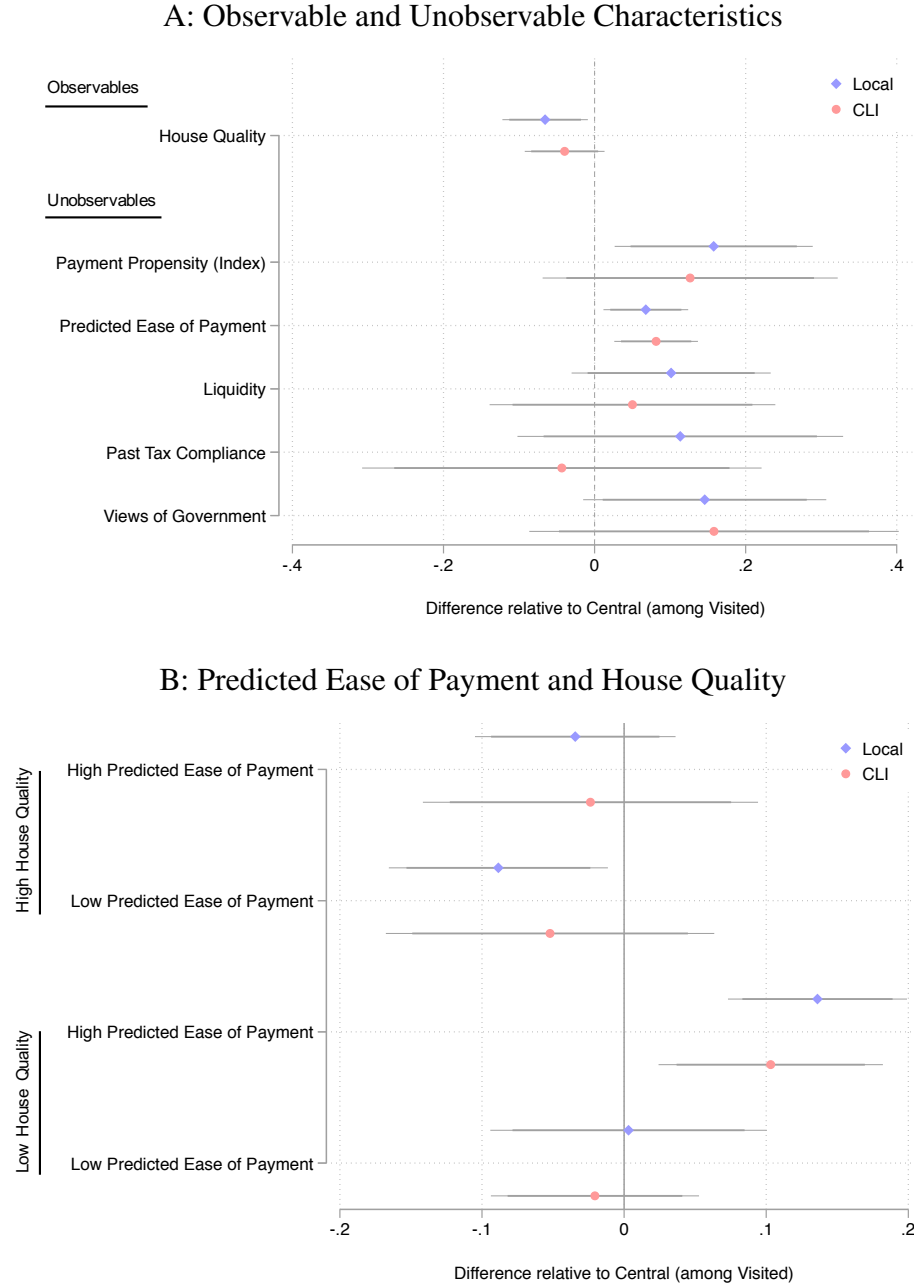 A: Observable and Unobservable Characteristics
Observables
Local
CLI
House Quality
Unobservables
Payment Propensity (Index)
Predicted Ease of Payment
Liquidity
Past Tax Compliance
Views of Government
-.4 -.2 0 .2 .4
Difference relative to Central (among Visited)
B: Predicted Ease of Payment and House Quality
Local
CLI
High House Quality
High Predicted Ease of Payment
Low Predicted Ease of Payment
Low House Quality
High Predicted Ease of Payment
Low Predicted Ease of Payment
-.2 -.1 0 .1 .2
Difference relative to Central (among Visited)